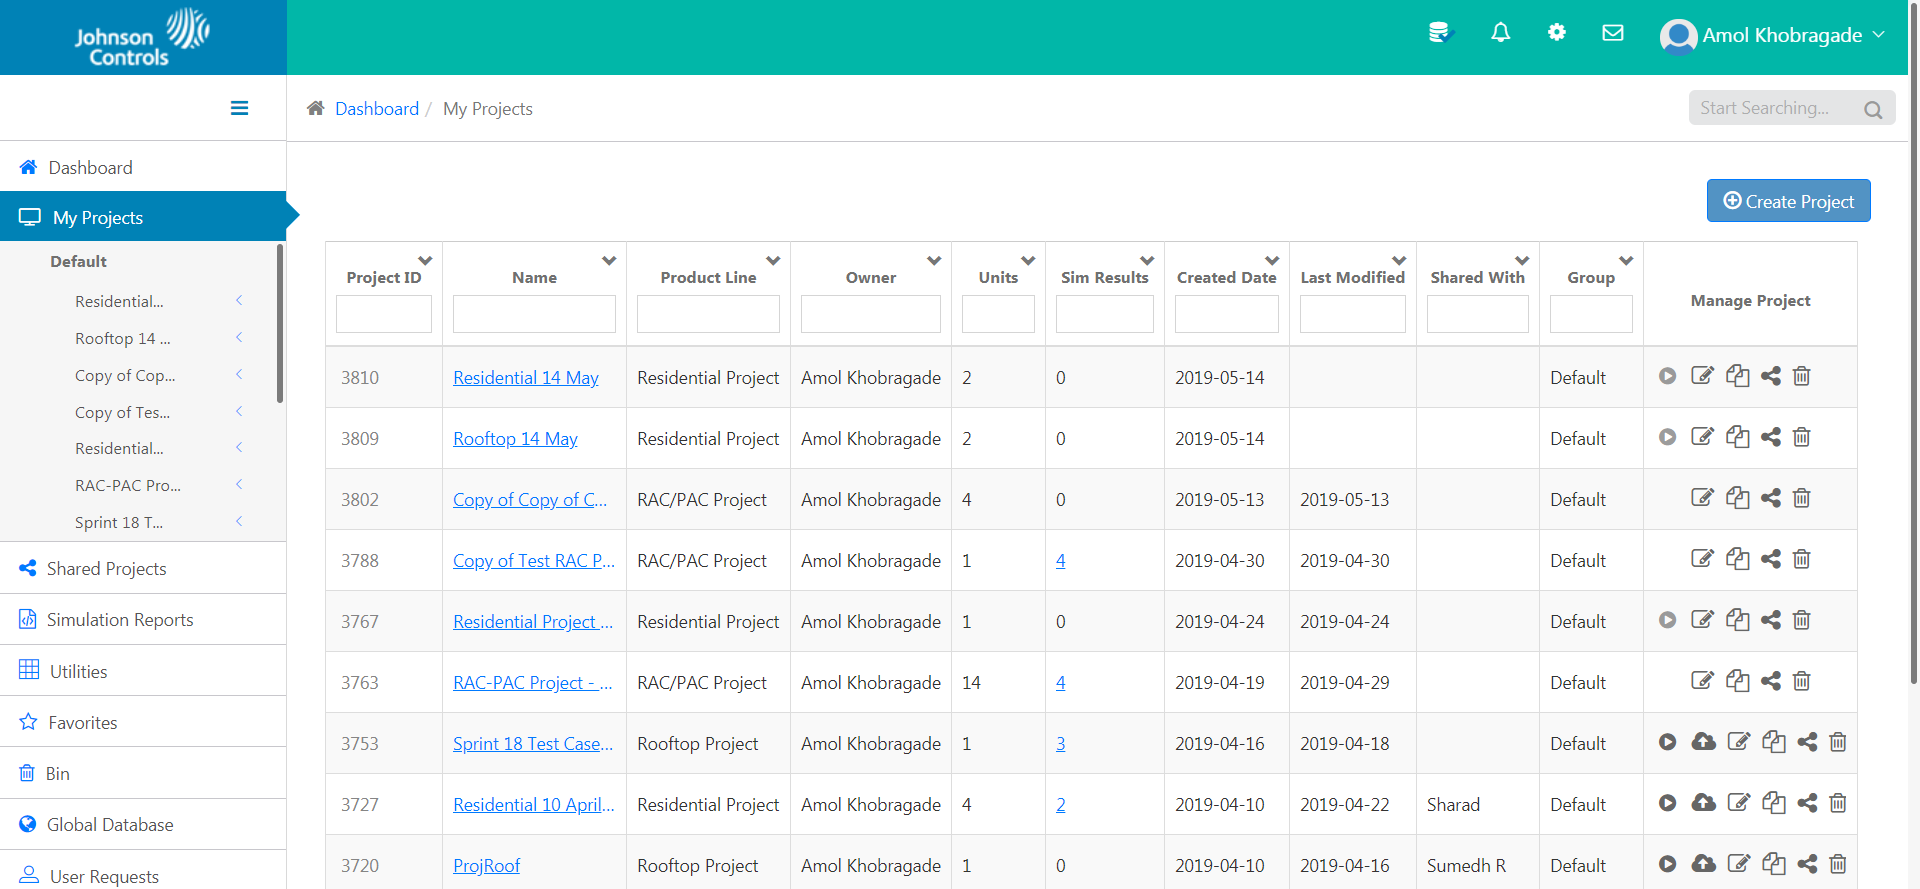 Johnson
Controls
Amol Khobragade
Dashboard / My Projects
Start Searching...
Dashboard
My Projects
Default
Residential...
Rooftop 14 ...
Copy of Cop...
Copy of Tes...
Residential...
RAC-PAC Pro...
Sprint 18 T...
Shared Projects
Simulation Reports
Utilities
Favorites
Bin
Global Database
User Requests
Create Project
Project ID Name Product Line Owner Units Sim Results Created Date Last Modified Shared With Group Manage Project
3810 Residential 14 May Residential Project Amol Khobragade 2 0 2019-05-14 Default
3809 Rooftop 14 May Residential Project Amol Khobragade 2 0 2019-05-14 Default
3802 Copy of Copy of C... RAC/PAC Project Amol Khobragade 4 0 2019-05-13 2019-05-13 Default
3788 Copy of Test RAC P... RAC/PAC Project Amol Khobragade 1 4 2019-04-30 2019-04-30 Default
3767 Residential Project ... Residential Project Amol Khobragade 1 0 2019-04-24 2019-04-24 Default
3763 RAC-PAC Project - ... RAC/PAC Project Amol Khobragade 14 4 2019-04-19 2019-04-29 Default
3753 Sprint 18 Test Case... Rooftop Project Amol Khobragade 1 3 2019-04-16 2019-04-18 Default
3727 Residential 10 April... Residential Project Amol Khobragade 4 2 2019-04-10 2019-04-22 Sharad Default
3720 ProjRoof Rooftop Project Amol Khobragade 1 0 2019-04-10 2019-04-16 Sumedh R Default